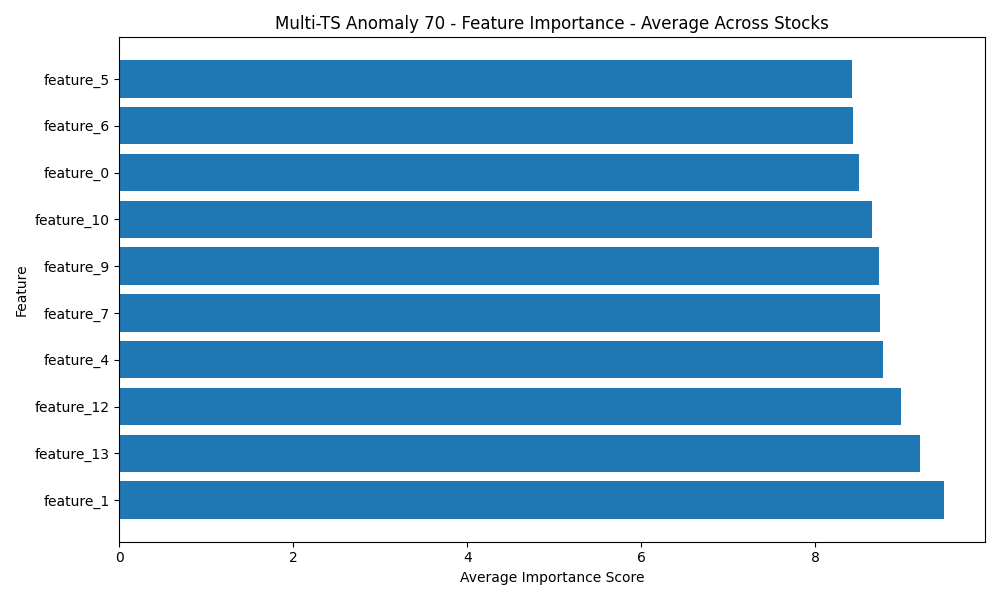 Multi-TS Anomaly 70 - Feature Importance - Average Across Stocks
Feature
feature_5
feature_6
feature_0
feature_10
feature_9
feature_7
feature_4
feature_12
feature_13
feature_1
0 2 4 6 8
Average Importance Score